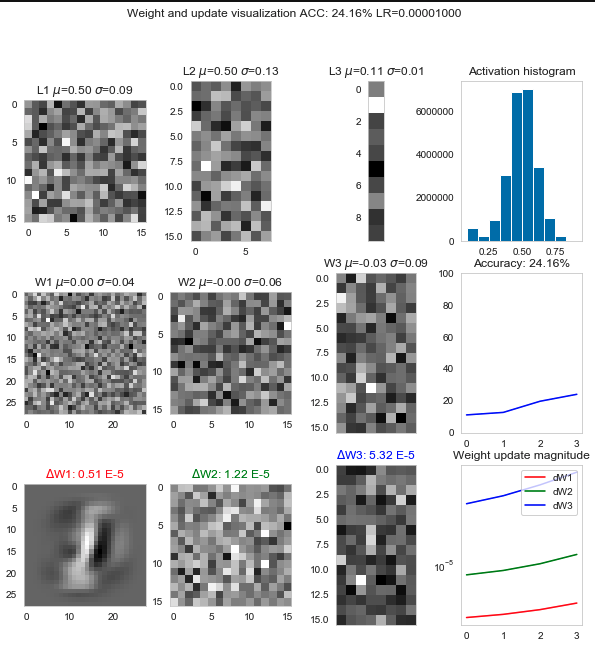 Weight and update visualization ACC: 24.16% LR=0.00001000
L1 μ=0.50 σ=0.09
0
5
10
15
0 5 10 15
L2 μ=0.50 σ=0.13
0.0
2.5
5.0
7.5
10.0
12.5
15.0
0 5
L3 μ=0.11 σ=0.01
0
2
4
6
8
Activation histogram
6000000
4000000
2000000
0
0.25 0.50 0.75
W1 μ=0.00 σ=0.04
0
5
10
15
20
25
0 10 20
W2 μ=-0.00 σ=0.06
0
5
10
15
0 5 10 15
W3 μ=-0.03 σ=0.09
0.0
2.5
5.0
7.5
10.0
12.5
15.0
Accuracy: 24.16%
100
80
60
40
20
0
0 1 2 3
ΔW1: 0.51 E-5
0
5
10
15
20
25
0 10 20
ΔW2: 1.22 E-5
0
5
10
15
0 5 10 15
ΔW3: 5.32 E-5
0.0
2.5
5.0
7.5
10.0
12.5
15.0
0 5
Weight update magnitude
dW1
dW2
dW3
10⁻⁵
0 1 2 3